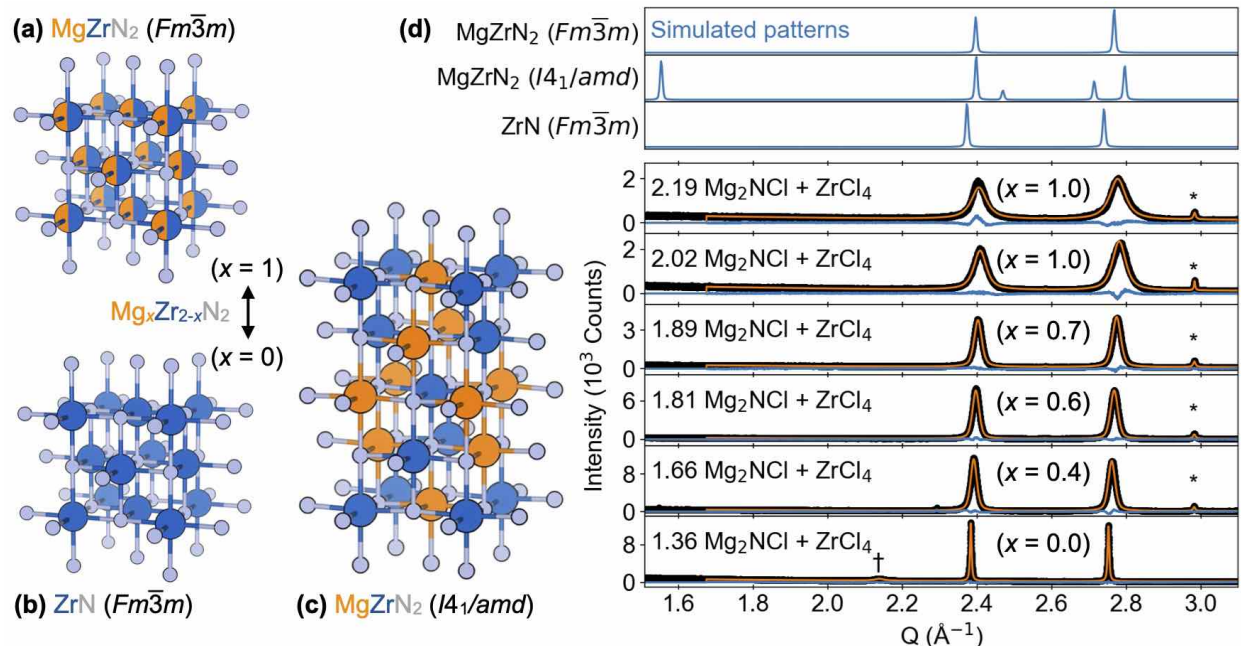 (a) MgZrN₂ (Fm3̅m)
(x = 1)
MgₓZr₂₋ₓN₂
(x = 0)
(b) ZrN (Fm3̅m)
(c) MgZrN₂ (I4₁/amd)
(d)
MgZrN₂ (Fm3̅m)
Simulated patterns
MgZrN₂ (I4₁/amd)
ZrN (Fm3̅m)
Intensity (10³ Counts)
2
0
2.19 Mg₂NCl + ZrCl₄ (x = 1.0)
*
2
0
2.02 Mg₂NCl + ZrCl₄ (x = 1.0)
*
3
0
1.89 Mg₂NCl + ZrCl₄ (x = 0.7)
*
6
0
1.81 Mg₂NCl + ZrCl₄ (x = 0.6)
*
8
0
1.66 Mg₂NCl + ZrCl₄ (x = 0.4)
*
8
0
1.36 Mg₂NCl + ZrCl₄ (x = 0.0)
†
1.6 1.8 2.0 2.2 2.4 2.6 2.8 3.0
Q (Å⁻¹)